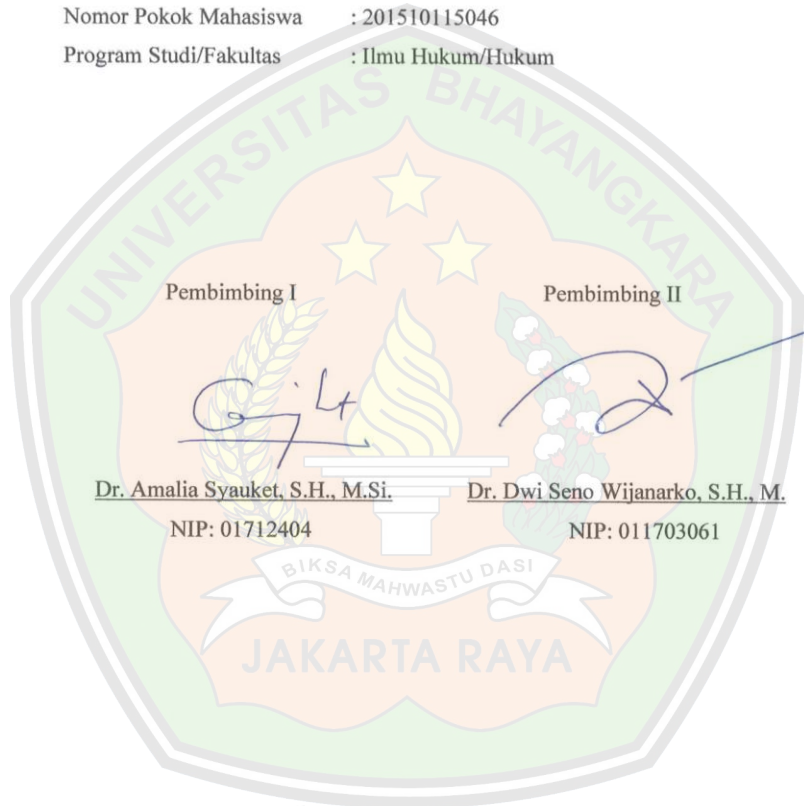 Nomor Pokok Mahasiswa : 201510115046
Program Studi/Fakultas : Ilmu Hukum/Hukum
UNIVERSITAS BHAYANGKARA
Pembimbing I Pembimbing II
Dr. Amalia Syauket, S.H., M.Si. Dr. Dwi Seno Wijanarko, S.H., M.
NIP: 01712404 NIP: 011703061
BIKSA MAHWASTU DASI
JAKARTA RAYA